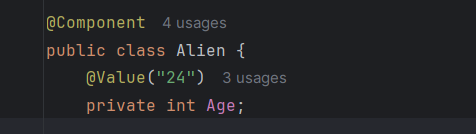 @Component 4 usages
public class Alien {
@Value("24") 3 usages
private int Age;